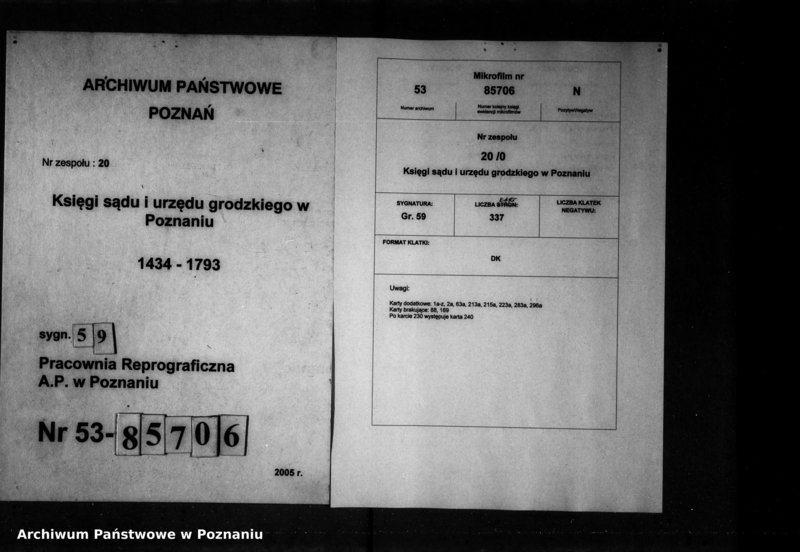 ARCHIWUM PAŃSTWOWE
POZNAŃ
Nr zespołu : 20
Księgi sądu i urzędu grodzkiego w
Poznaniu
1434 - 1793
sygn. 59
Pracownia Reprograficzna
A.P. w Poznaniu
Nr 53-85706
2005 r.
Mikrofilm nr
53 85706 N
Numer archiwum
Numer kolejny księgi
ewidencji mikrofilmów
Pozytyw/Negatyw
Nr zespołu
20 /0
Księgi sądu i urzędu grodzkiego w Poznaniu
SYGNATURA:
Gr. 59
kart
LICZBA STRON:
337
LICZBA KLATEK
NEGATYWU:
FORMAT KLATKI:
DK
Uwagi:
Karty dodatkowe: 1a-z, 2a, 63a, 213a, 215a, 223a, 283a, 296a
Karty brakujące: 88, 169
Po karcie 230 występuje karta 240
Archiwum Państwowe w Poznaniu